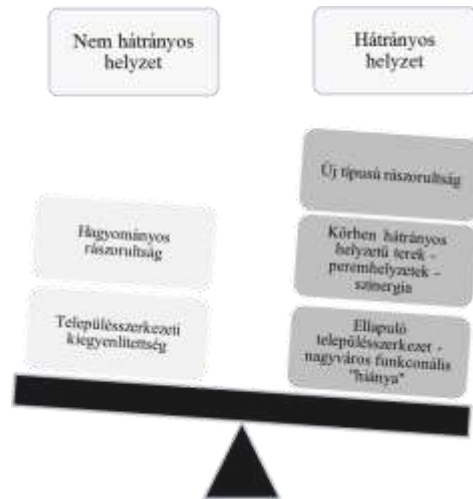 Nem hátrányos
helyzet
Hátrányos
helyzet
Hagyományos
rászorultság
Településszerkezeti
kiegyenlítettség
Új típusú rászorultság
Körben hátrányos
helyzetű terek -
peremhelyzetek -
szinergia
Ellapuló
településszerkezet -
nagyváros funkcionális
"hiánya"